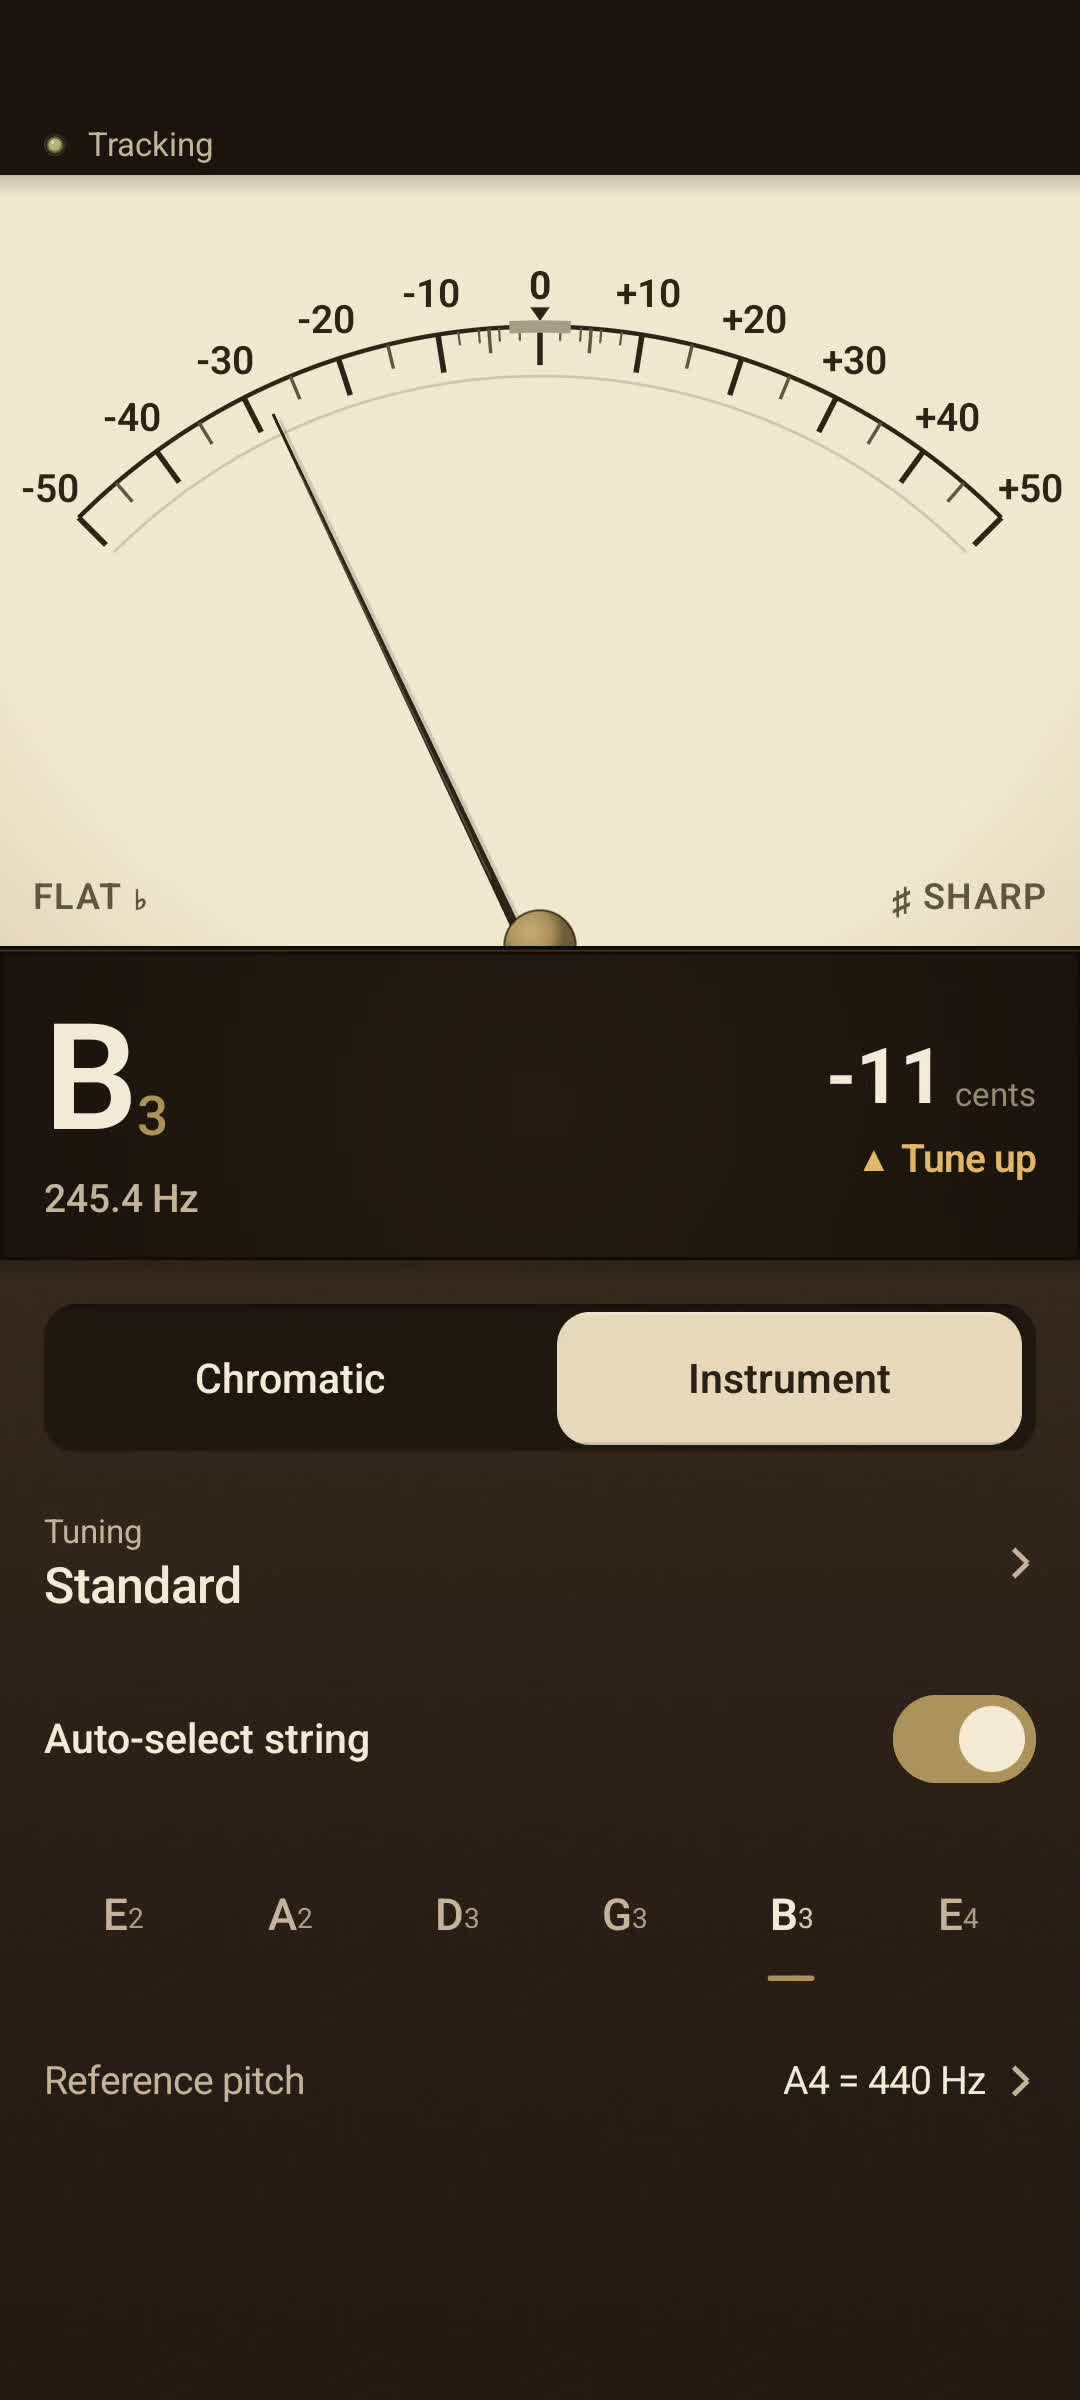 Tracking
-50 -40 -30 -20 -10 0 +10 +20 +30 +40 +50
FLAT ♭ ♯ SHARP
B3 -11 cents
▲ Tune up
245.4 Hz
Chromatic Instrument
Tuning
Standard
Auto-select string
E2 A2 D3 G3 B3 E4
Reference pitch A4 = 440 Hz